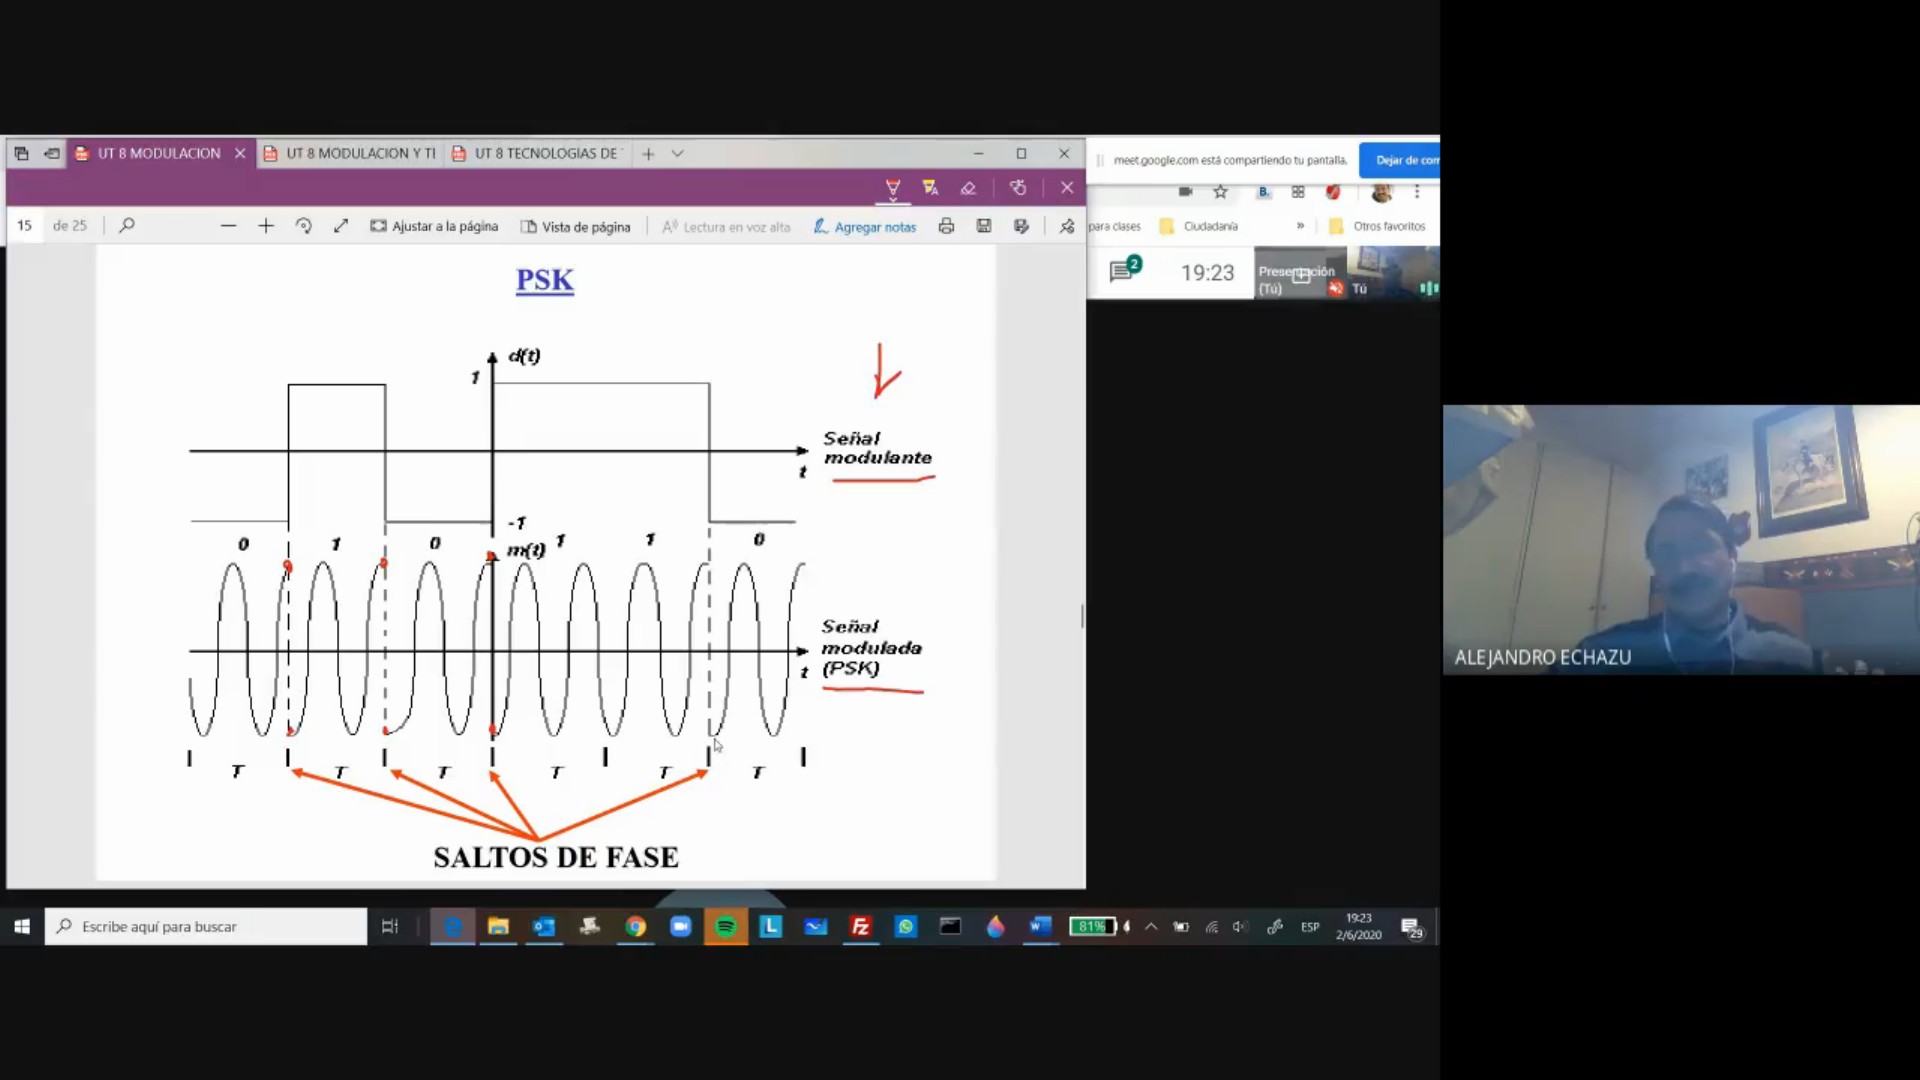 UT 8 MODULACION
UT 8 MODULACION Y TI
UT 8 TECNOLOGIAS DE
meet.google.com está compartiendo tu pantalla.
Dejar de com
15 de 25
Ajustar a la página
Vista de página
Lectura en voz alta
Agregar notas
para clases
Ciudadanía
»
Otros favoritos
2
19:23
Presentación
(Tú)
Tú
PSK
d(t)
1
Señal
modulante
t
-1
0 1 0 1 1 0
m(t)
Señal
modulada
(PSK)
t
T T T T T T
SALTOS DE FASE
ALEJANDRO ECHAZU
Escribe aquí para buscar
81%
ESP
19:23
2/6/2020
29